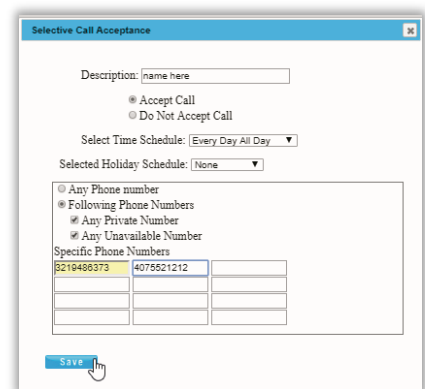 Selective Call Acceptance
Description: name here
Accept Call
Do Not Accept Call
Select Time Schedule: Every Day All Day
Selected Holiday Schedule: None
Any Phone number
Following Phone Numbers
Any Private Number
Any Unavailable Number
Specific Phone Numbers
3219486373 4075521212
Save